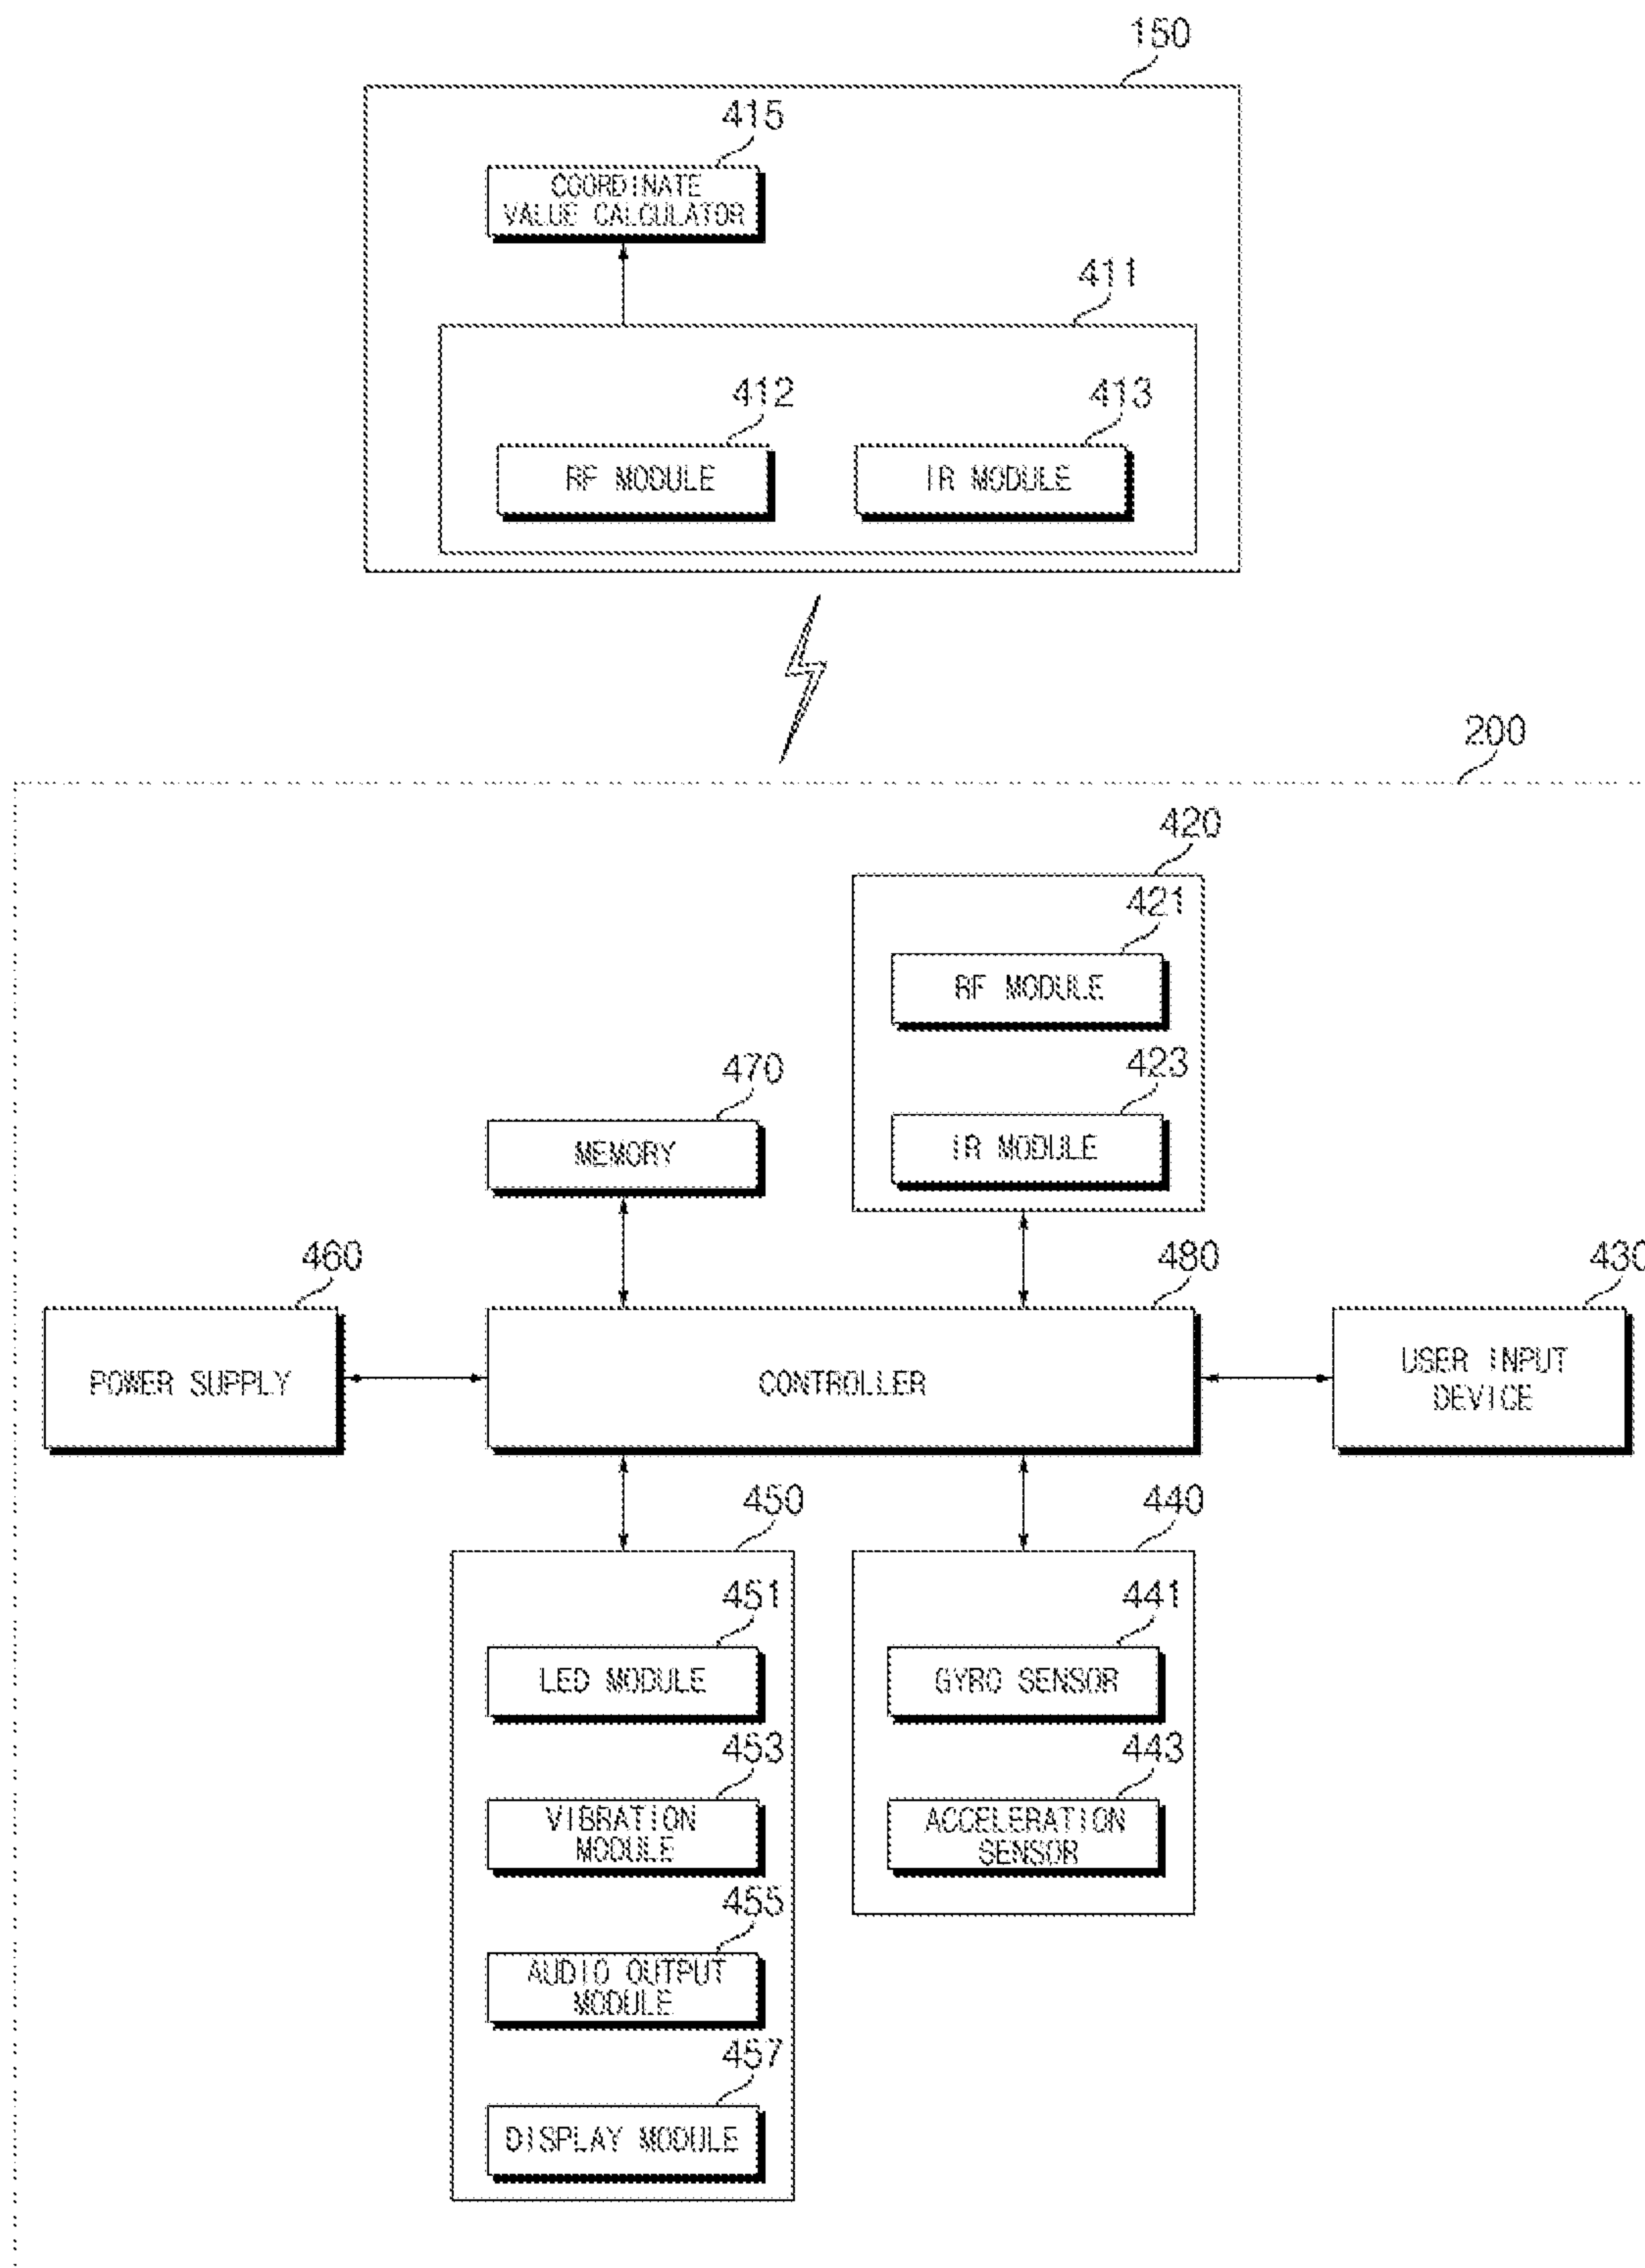 150
415
COORDINATE
VALUE CALCULATOR
411
412
413
RF MODULE
IR MODULE
200
420
421
RF MODULE
470
423
MEMORY
IR MODULE
460
480
430
POWER SUPPLY
CONTROLLER
USER INPUT
DEVICE
450
440
451
441
LED MODULE
GYRO SENSOR
453
443
VIBRATION
MODULE
ACCELERATION
SENSOR
455
AUDIO OUTPUT
MODULE
457
DISPLAY MODULE